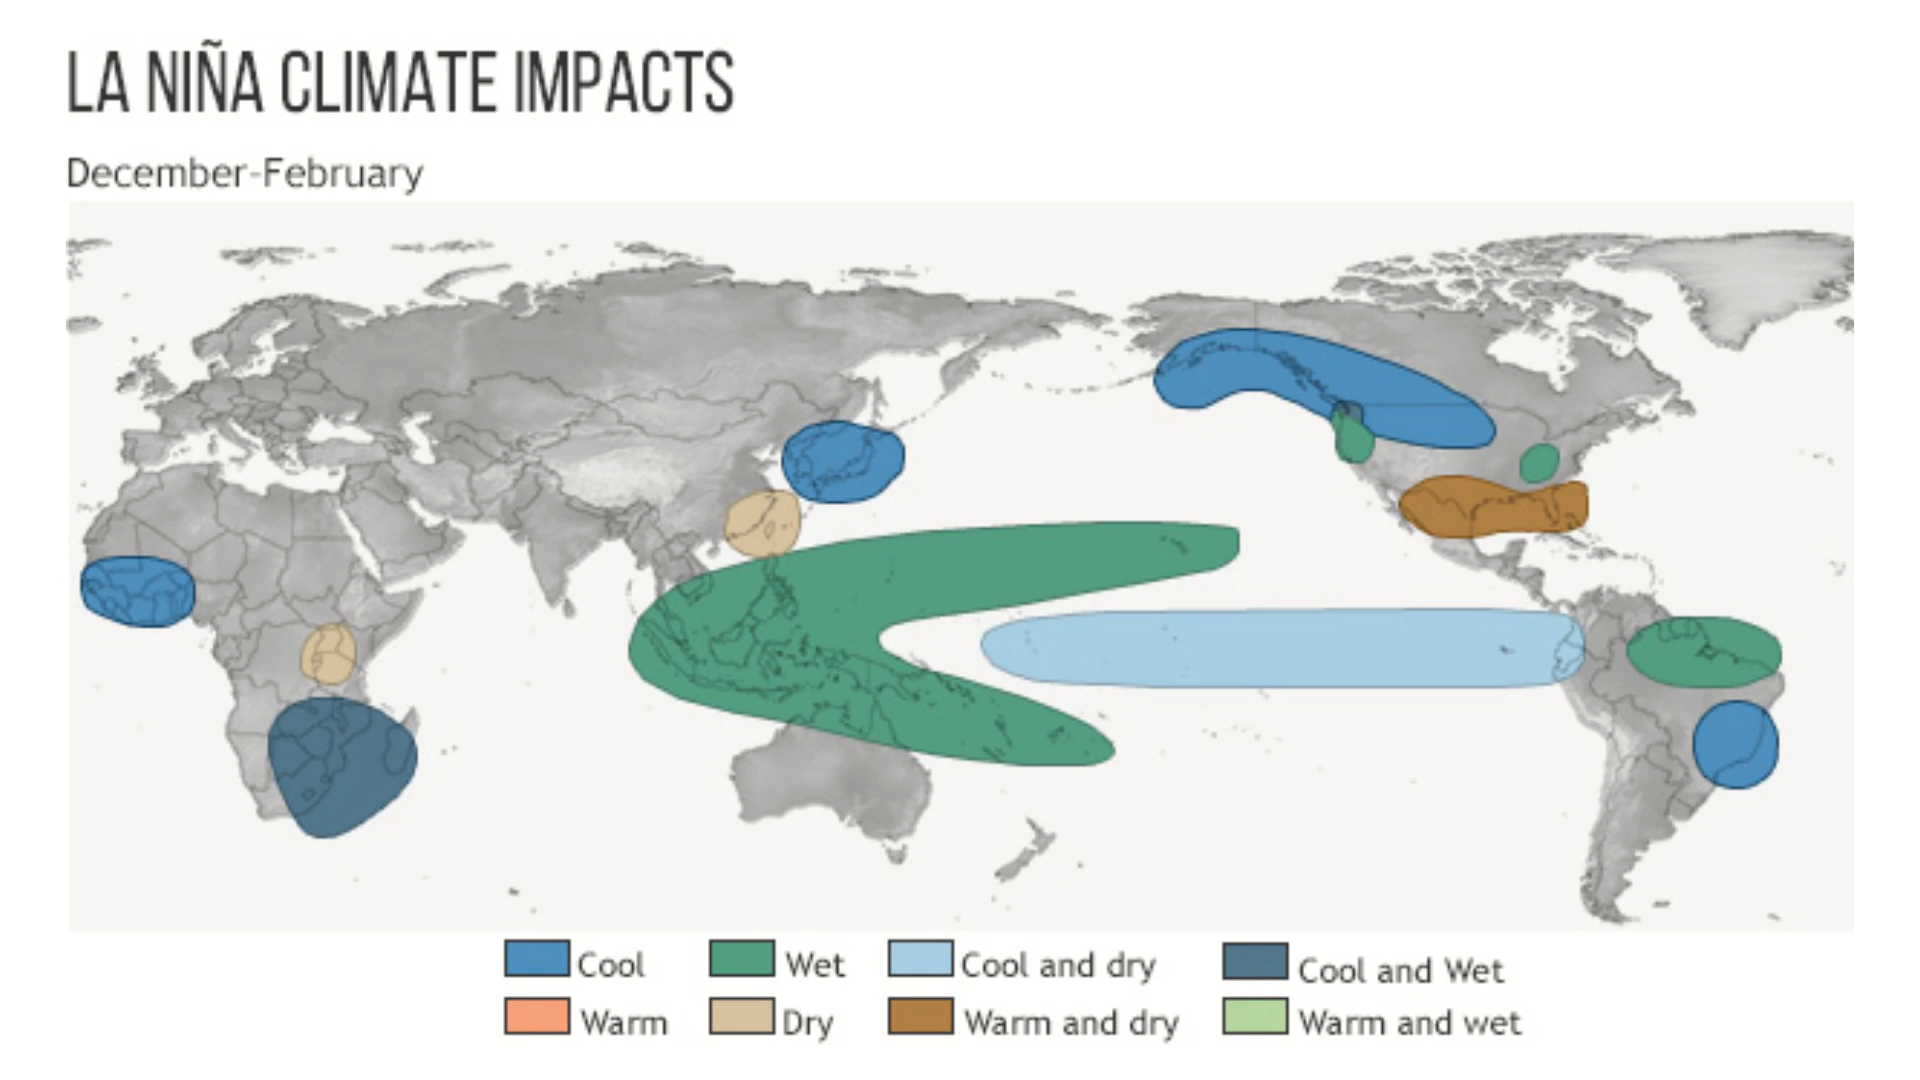 LA NIÑA CLIMATE IMPACTS
December-February
Cool
Wet
Cool and dry
Cool and Wet
Warm
Dry
Warm and dry
Warm and wet